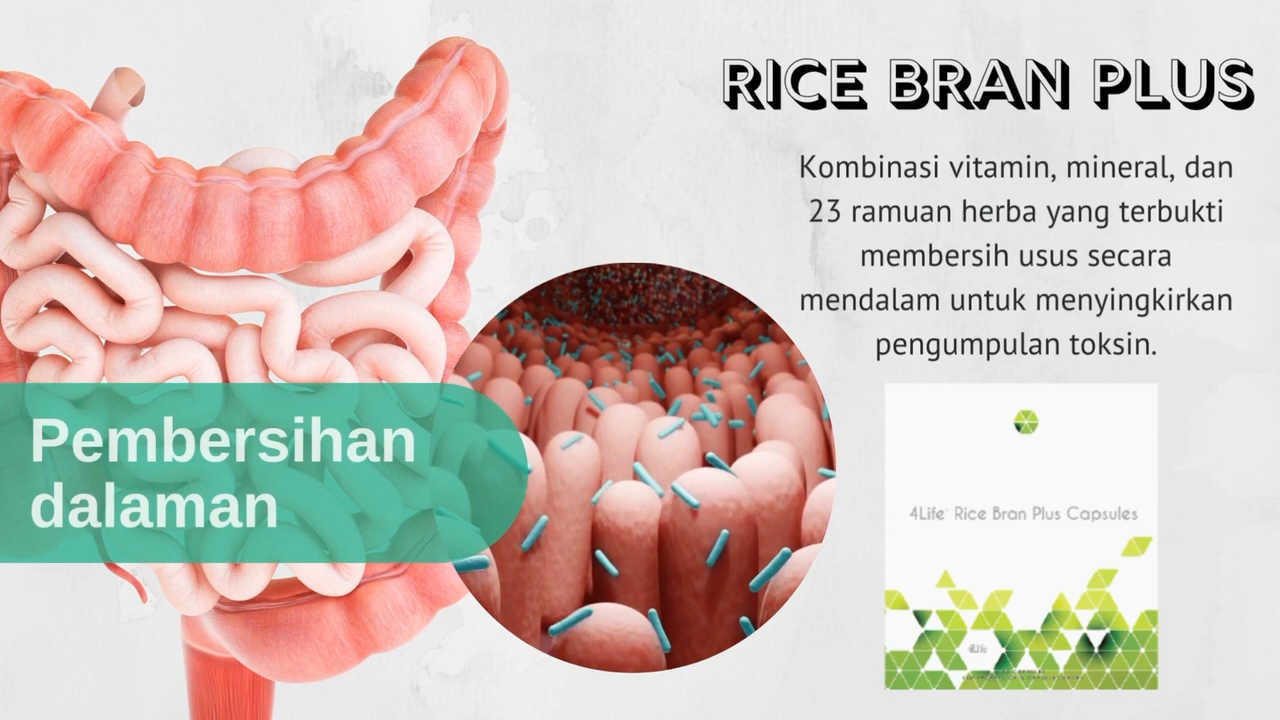 RICE BRAN PLUS
Kombinasi vitamin, mineral, dan
23 ramuan herba yang terbukti
membersih usus secara
mendalam untuk menyingkirkan
pengumpulan toksin.
Pembersihan
dalaman
4Life Rice Bran Plus Capsules
4Life